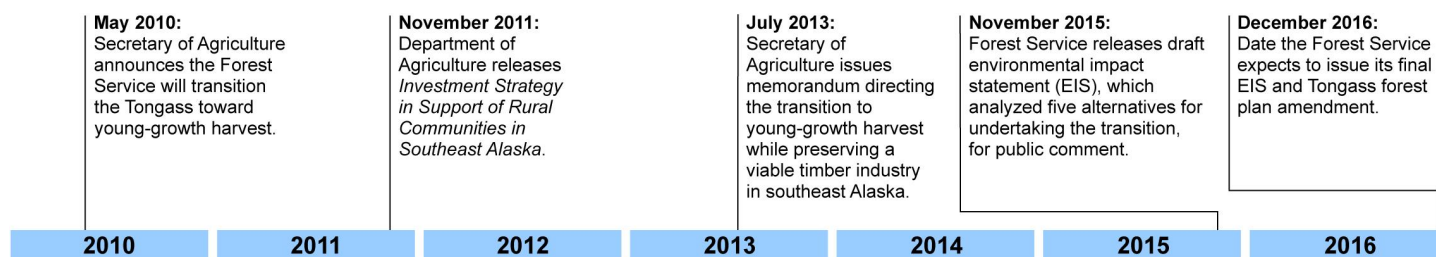 May 2010:
Secretary of Agriculture
announces the Forest
Service will transition
the Tongass toward
young-growth harvest.
November 2011:
Department of
Agriculture releases
Investment Strategy
in Support of Rural
Communities in
Southeast Alaska.
July 2013:
Secretary of
Agriculture issues
memorandum directing
the transition to
young-growth harvest
while preserving a
viable timber industry
in southeast Alaska.
November 2015:
Forest Service releases draft
environmental impact
statement (EIS), which
analyzed five alternatives for
undertaking the transition,
for public comment.
December 2016:
Date the Forest Service
expects to issue its final
EIS and Tongass forest
plan amendment.
2010
2011
2012
2013
2014
2015
2016